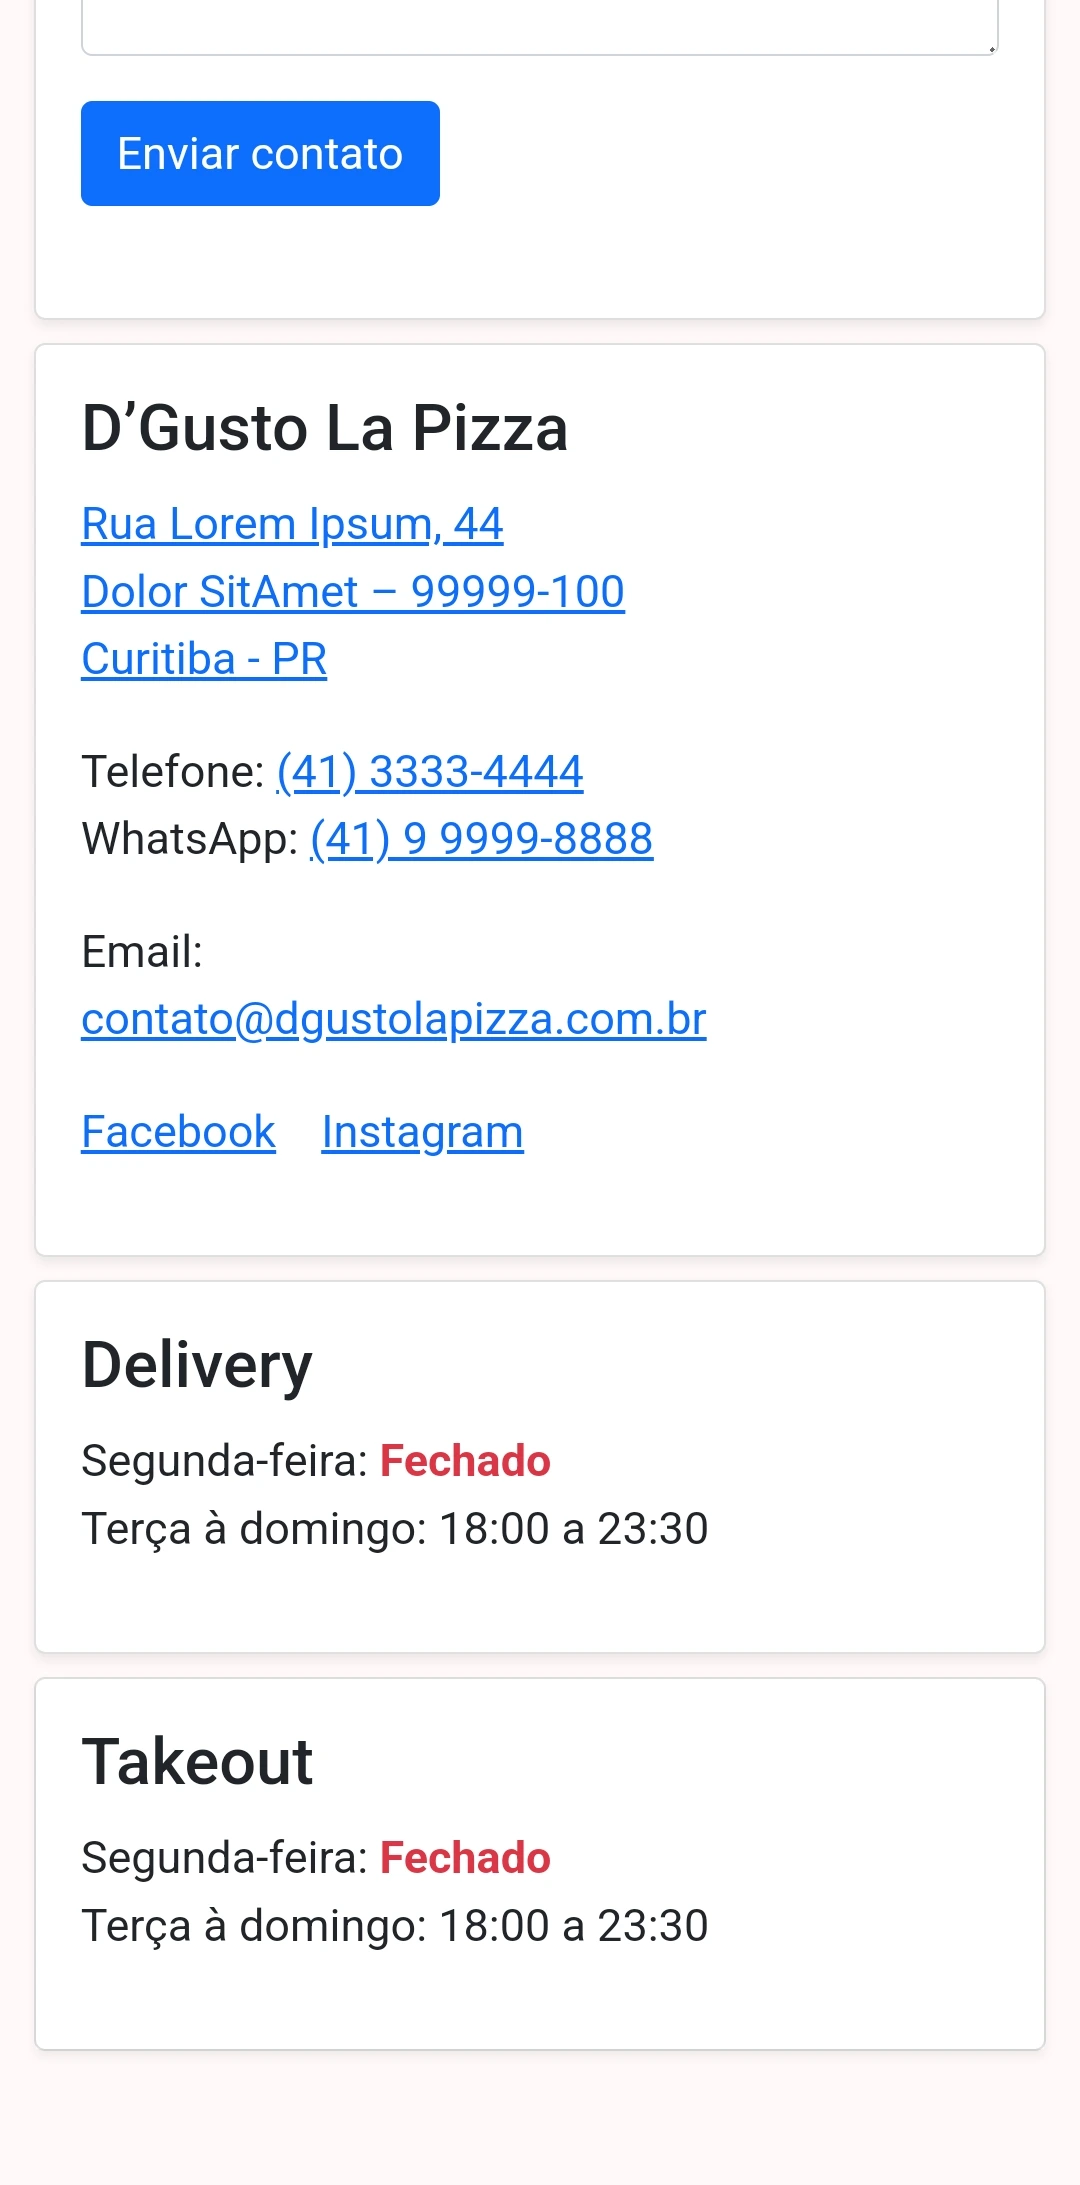 Enviar contato
D’Gusto La Pizza
Rua Lorem Ipsum, 44
Dolor SitAmet – 99999-100
Curitiba - PR
Telefone: (41) 3333-4444
WhatsApp: (41) 9 9999-8888
Email:
contato@dgustolapizza.com.br
Facebook Instagram
Delivery
Segunda-feira: Fechado
Terça à domingo: 18:00 a 23:30
Takeout
Segunda-feira: Fechado
Terça à domingo: 18:00 a 23:30